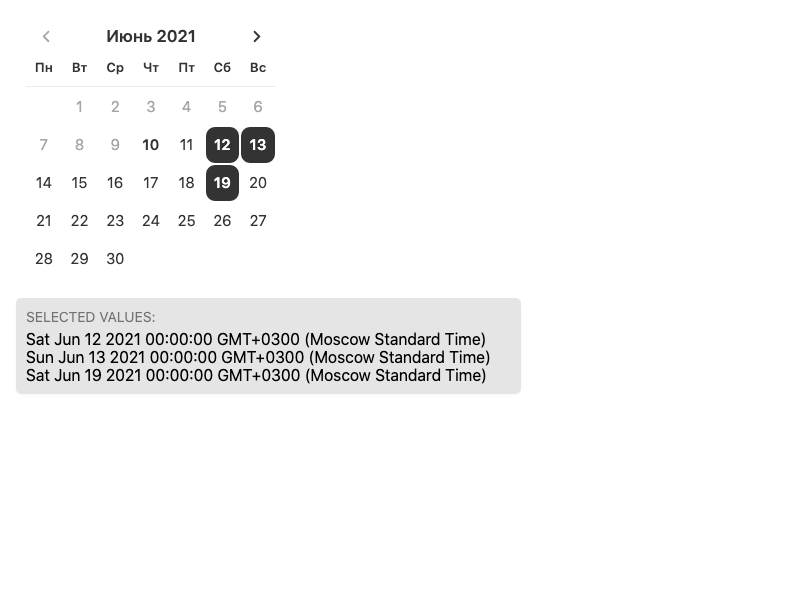 Июнь 2021
Пн Вт Ср Чт Пт Сб Вс
1 2 3 4 5 6
7 8 9 10 11 12 13
14 15 16 17 18 19 20
21 22 23 24 25 26 27
28 29 30
SELECTED VALUES:
Sat Jun 12 2021 00:00:00 GMT+0300 (Moscow Standard Time)
Sun Jun 13 2021 00:00:00 GMT+0300 (Moscow Standard Time)
Sat Jun 19 2021 00:00:00 GMT+0300 (Moscow Standard Time)